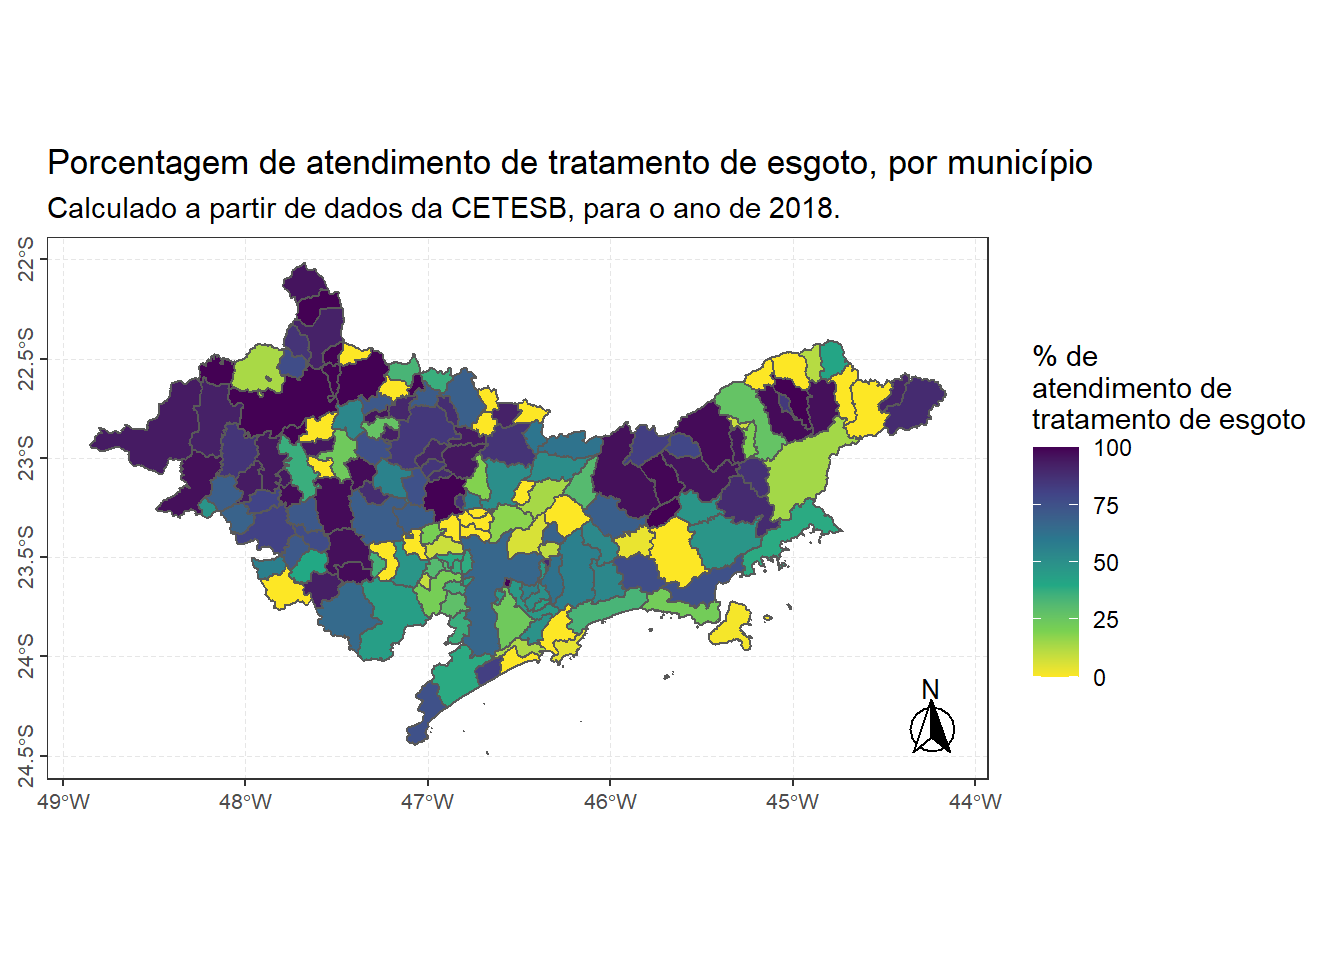 Porcentagem de atendimento de tratamento de esgoto, por município
Calculado a partir de dados da CETESB, para o ano de 2018.
22°S
22.5°S
23°S
23.5°S
24°S
24.5°S
49°W
48°W
47°W
46°W
45°W
44°W
N
% de
atendimento de
tratamento de esgoto
100
75
50
25
0